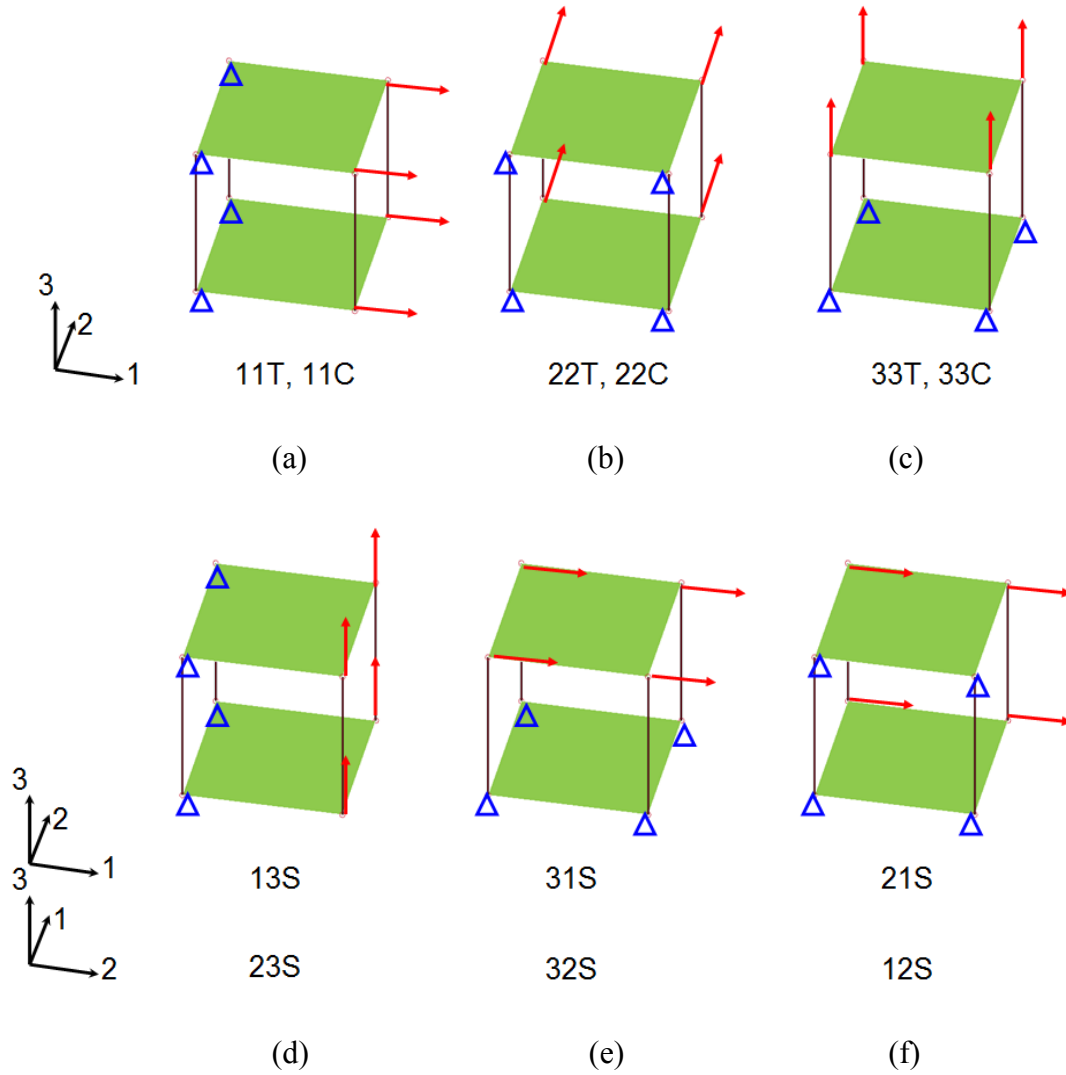 3
2
1
11T, 11C
22T, 22C
33T, 33C
(a)
(b)
(c)
3
2
1
13S
31S
21S
3
1
2
23S
32S
12S
(d)
(e)
(f)